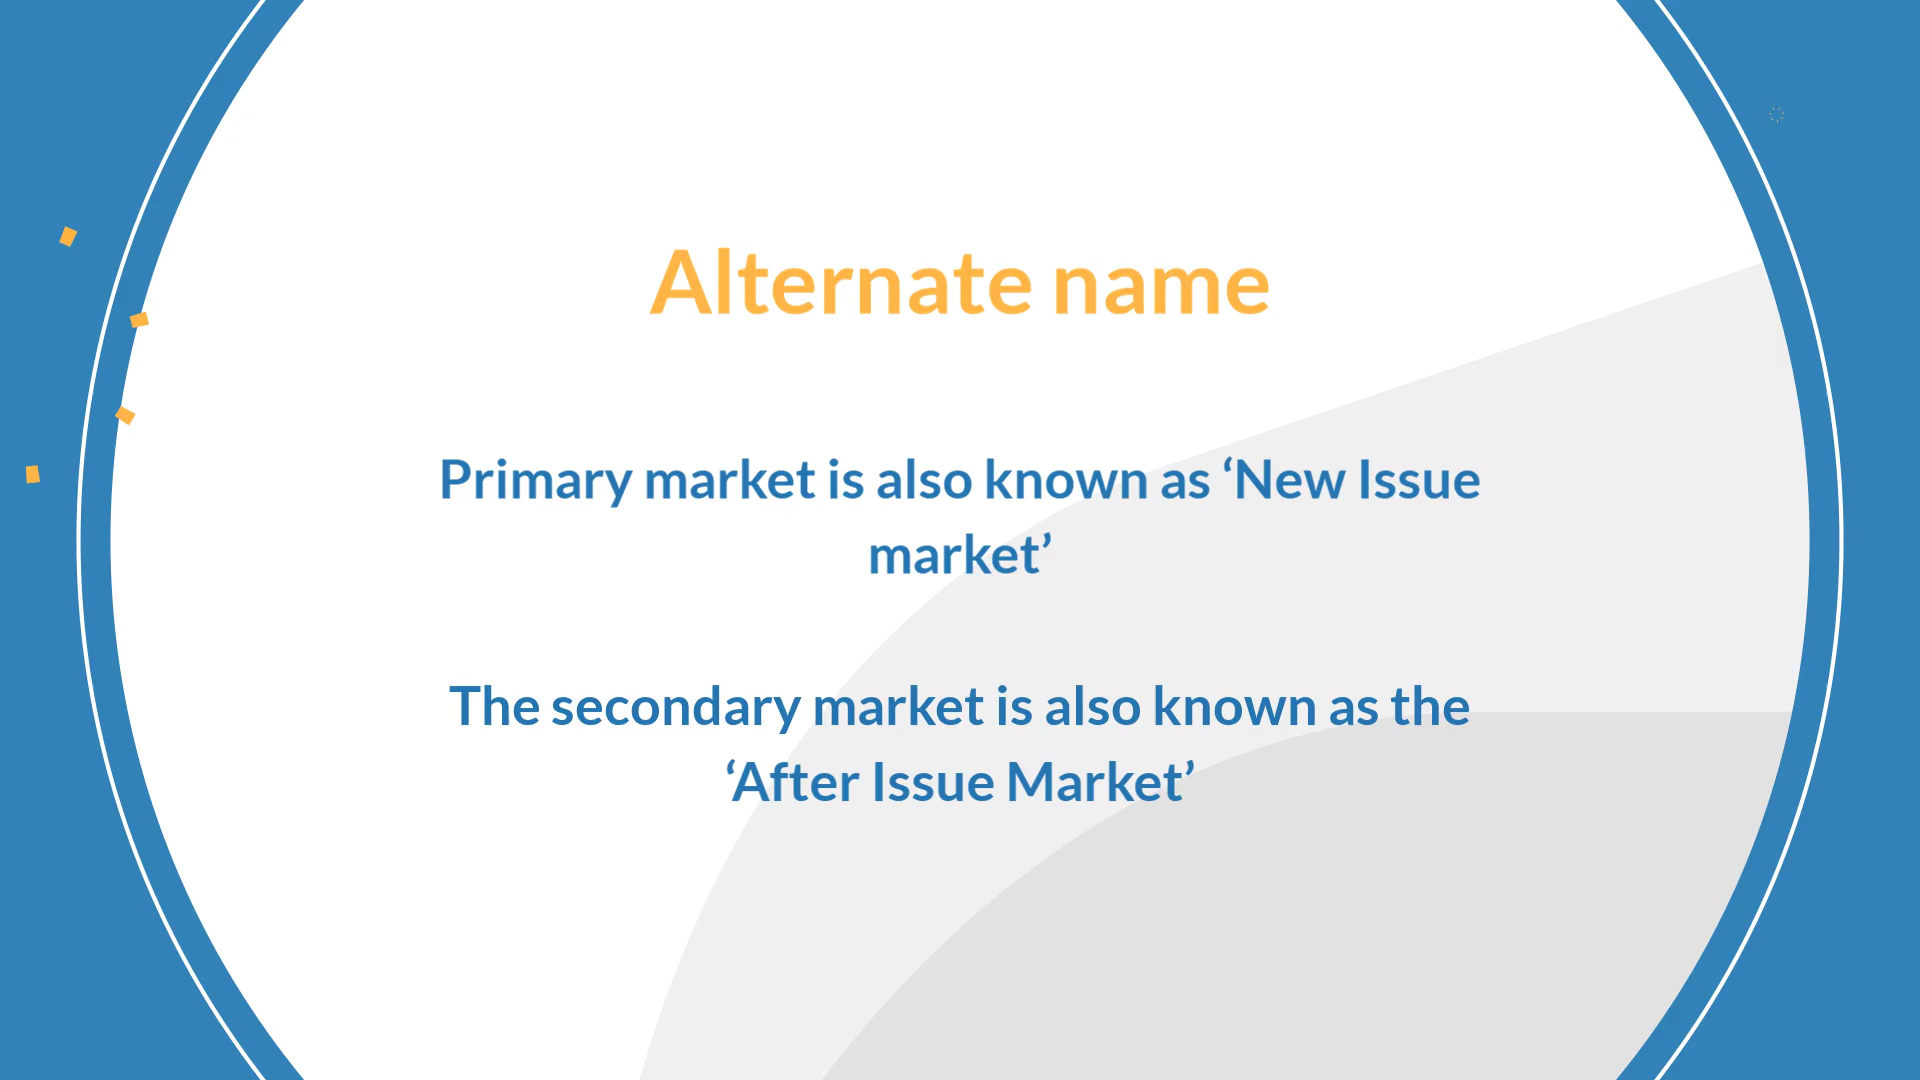 Alternate name
Primary market is also known as ‘New Issue
market’
The secondary market is also known as the
‘After Issue Market’